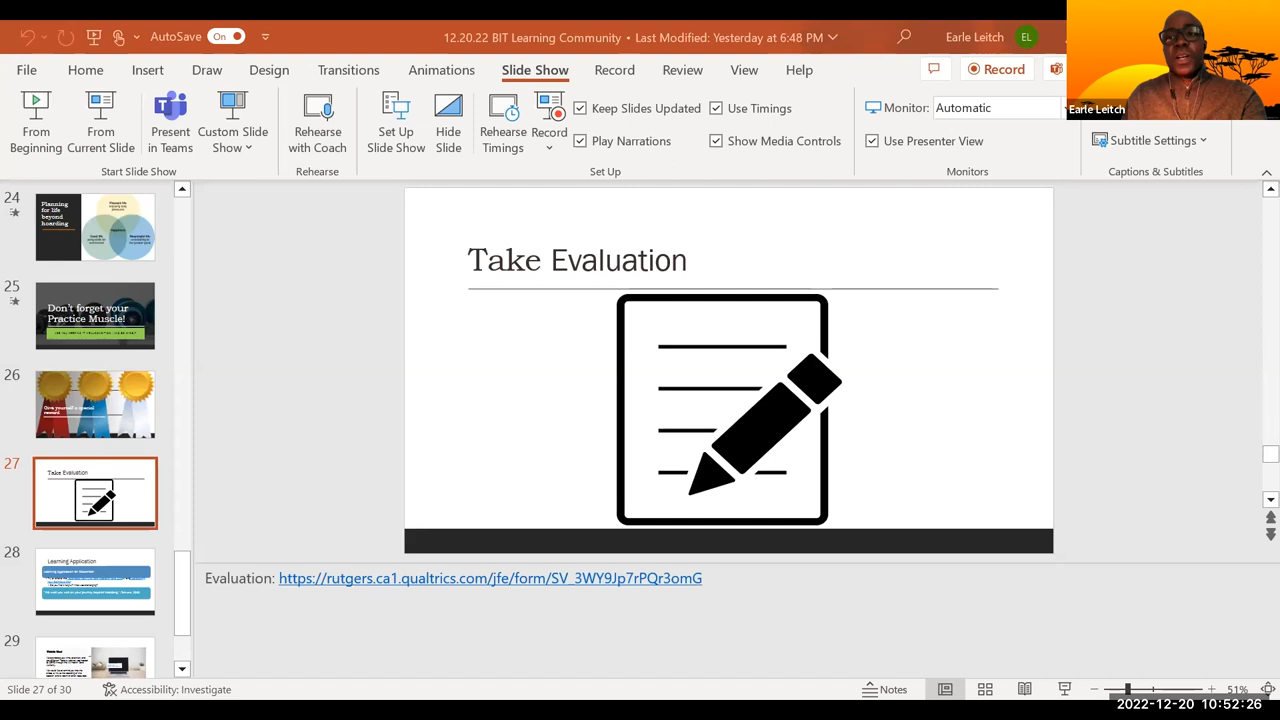 AutoSave On 12.20.22 BIT Learning Community • Last Modified: Yesterday at 6:48 PM Earle Leitch EL
File Home Insert Draw Design Transitions Animations Slide Show Record Review View Help Record
From Beginning
From Current Slide
Present in Teams
Custom Slide Show
Rehearse with Coach
Set Up Slide Show
Hide Slide
Rehearse Timings
Record
Keep Slides Updated
Use Timings
Play Narrations
Show Media Controls
Monitor: Automatic
Use Presenter View
Subtitle Settings
Start Slide Show Rehearse Set Up Monitors Captions & Subtitles
Earle Leitch
24
Planning
for life
beyond
hoarding
25
Don't forget your
Practice Muscle!
26
Give yourself a special
reward
27
Take Evaluation
28
Learning Application
29
Take Evaluation
Evaluation: https://rutgers.ca1.qualtrics.com/jfe/form/SV_3WY9Jp7rPQr3omG
Slide 27 of 30 Accessibility: Investigate Notes 51%
2022-12-20 10:52:26